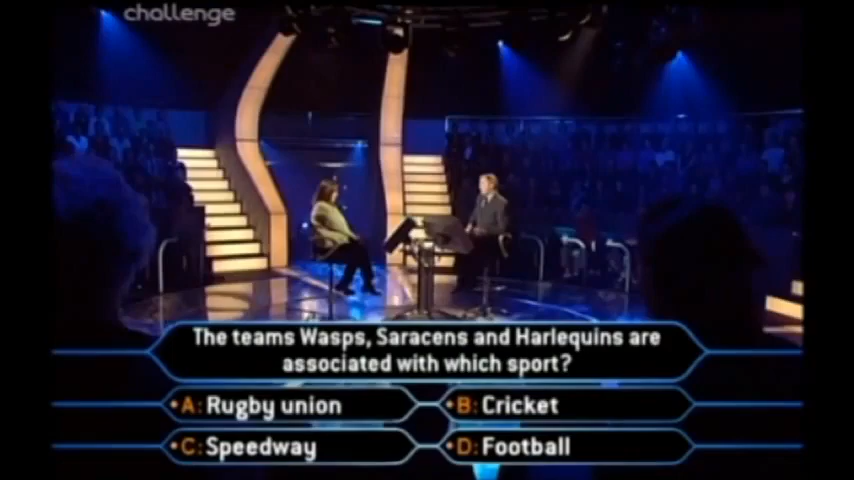 challenge
The teams Wasps, Saracens and Harlequins are
associated with which sport?
A: Rugby union
B: Cricket
C: Speedway
D: Football